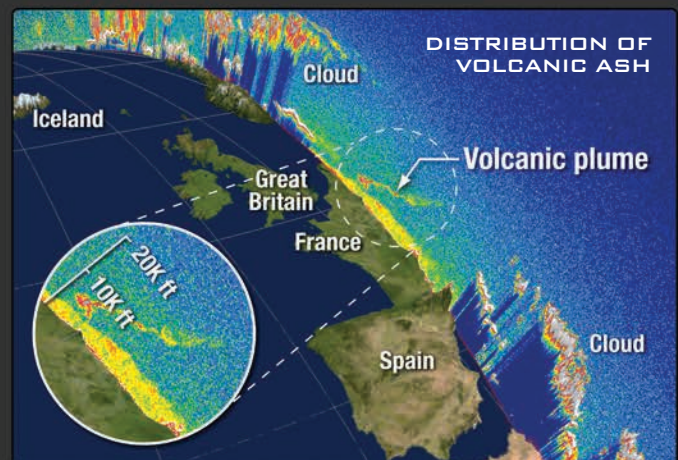 DISTRIBUTION OF
VOLCANIC ASH
Cloud
Iceland
Volcanic plume
Great
Britain
France
20K ft
10K ft
Spain
Cloud